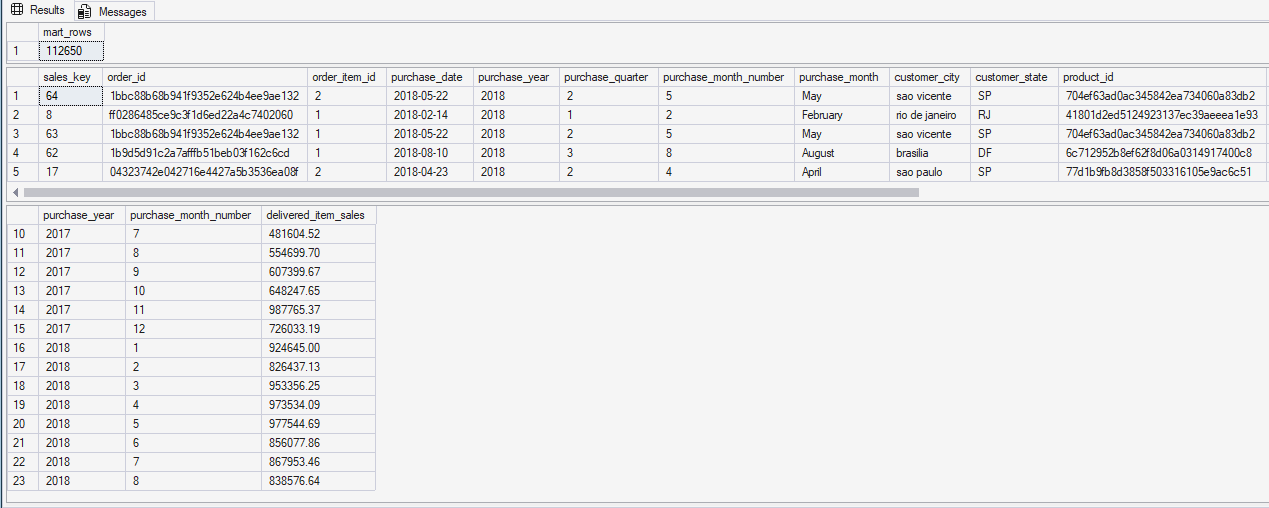 Results Messages
mart_rows
1 112650
sales_key order_id order_item_id purchase_date purchase_year purchase_quarter purchase_month_number purchase_month customer_city customer_state product_id
1 64 1bbc88b68b941f9352e624b4ee9ae132 2 2018-05-22 2018 2 5 May sao vicente SP 704ef63ad0ac345842ea734060a83db2
2 8 ff0286485ce9c3f1d6ed22a4c7402060 1 2018-02-14 2018 1 2 February rio de janeiro RJ 41801d2ed5124923137ec39aeeea1e93
3 63 1bbc88b68b941f9352e624b4ee9ae132 1 2018-05-22 2018 2 5 May sao vicente SP 704ef63ad0ac345842ea734060a83db2
4 62 1b9d5d91c2a7afffb51beb03f162c6cd 1 2018-08-10 2018 3 8 August brasilia DF 6c712952b8ef62f8d06a0314917400c8
5 17 04323742e042716e4427a5b3536ea08f 2 2018-04-23 2018 2 4 April sao paulo SP 77d1b9fb8d3858f503316105e9ac6c51
purchase_year purchase_month_number delivered_item_sales
10 2017 7 481604.52
11 2017 8 554699.70
12 2017 9 607399.67
13 2017 10 648247.65
14 2017 11 987765.37
15 2017 12 726033.19
16 2018 1 924645.00
17 2018 2 826437.13
18 2018 3 953356.25
19 2018 4 973534.09
20 2018 5 977544.69
21 2018 6 856077.86
22 2018 7 867953.46
23 2018 8 838576.64